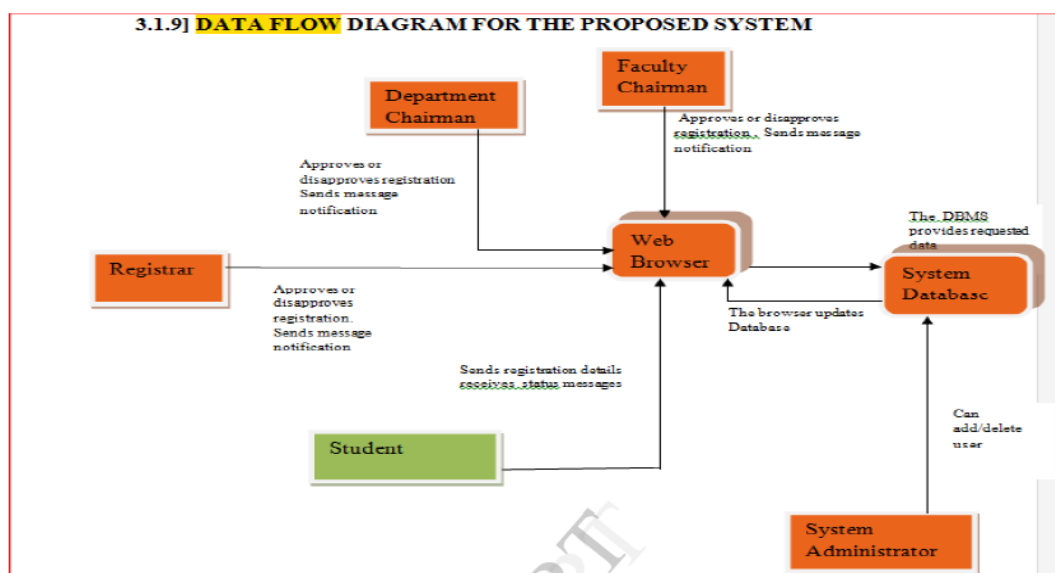 3.1.9] DATA FLOW DIAGRAM FOR THE PROPOSED SYSTEM
Faculty
Chairman
Department
Chairman
Approves or disapproves
registration. Sends message
notification
Approves or
disapproves registration
Sends message
notification
The DBMS
provides requested
data
Web
Browser
System
Database
Registrar
Approves or
disapproves
registration.
Sends message
notification
The browser updates
Database
Sends registration details
receives status messages
Student
Can
add/delete
user
System
Administrator